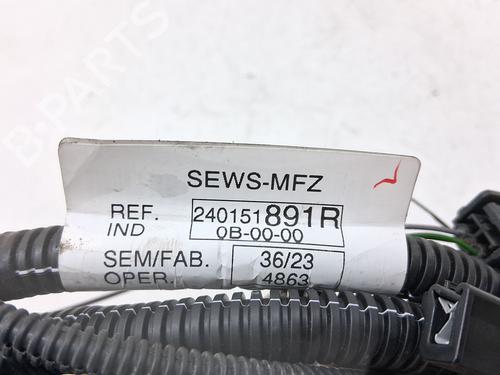 B-PARTS
SEWS-MFZ
REF. 240151891R
IND 0B-00-00
SEM/FAB. 36/23
OPER. 4863